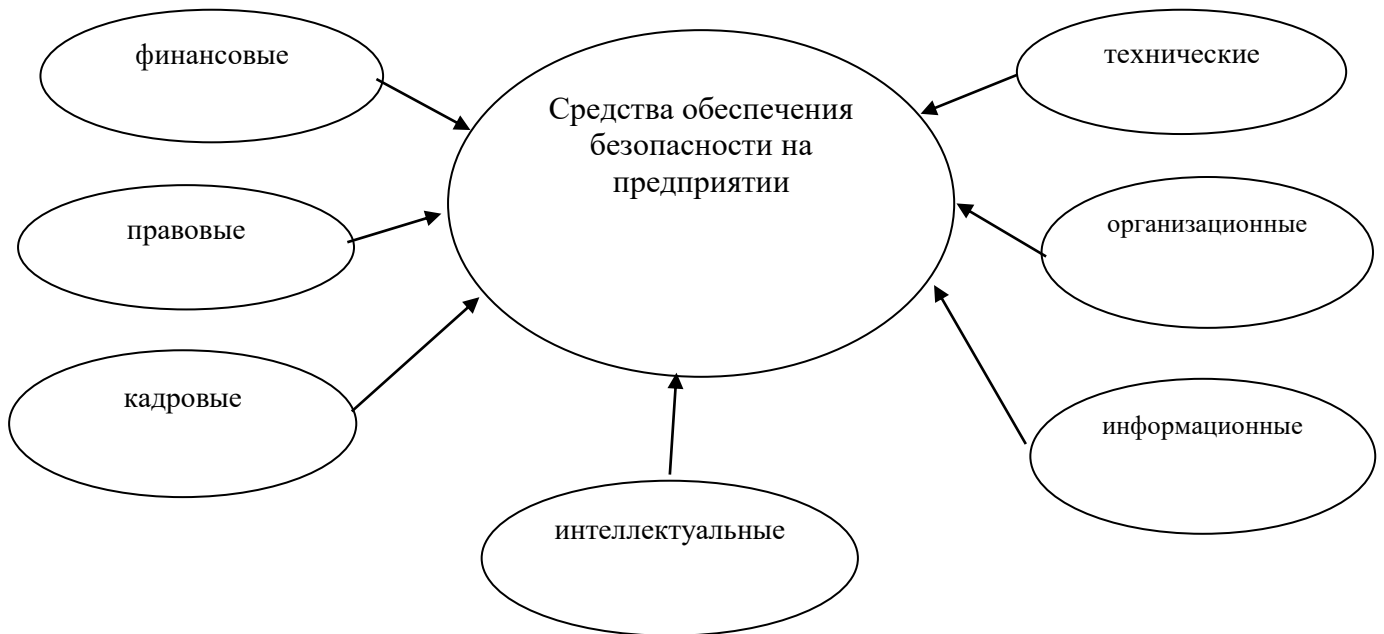 финансовые
Средства обеспечения
безопасности на
предприятии
технические
правовые
организационные
кадровые
информационные
интеллектуальные